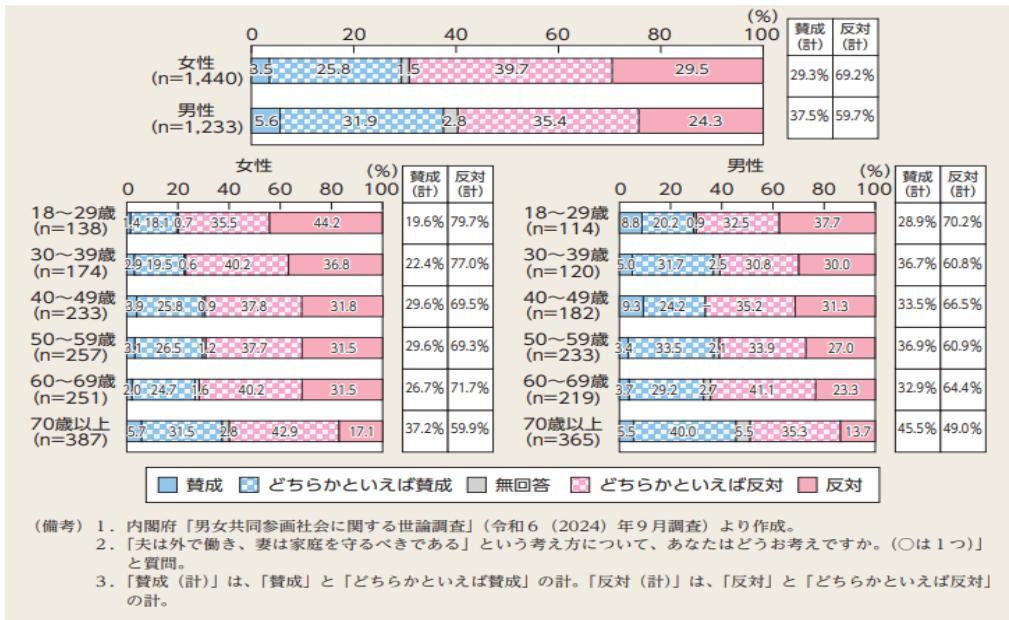 (%)
0 20 40 60 80 100
賛成(計) 反対(計)
女性(n=1,440) 3.5 25.8 1.5 39.7 29.5 29.3% 69.2%
男性(n=1,233) 5.6 31.9 2.8 35.4 24.3 37.5% 59.7%
女性 (%)
0 20 40 60 80 100
賛成(計) 反対(計)
18～29歳(n=138) 1.4 18.1 0.7 35.5 44.2 19.6% 79.7%
30～39歳(n=174) 2.9 19.5 0.6 40.2 36.8 22.4% 77.0%
40～49歳(n=233) 3.9 25.8 0.9 37.8 31.8 29.6% 69.5%
50～59歳(n=257) 3.1 26.5 1.2 37.7 31.5 29.6% 69.3%
60～69歳(n=251) 2.0 24.7 1.6 40.2 31.5 26.7% 71.7%
70歳以上(n=387) 5.7 31.5 2.8 42.9 17.1 37.2% 59.9%
男性 (%)
0 20 40 60 80 100
賛成(計) 反対(計)
18～29歳(n=114) 8.8 20.2 0.9 32.5 37.7 28.9% 70.2%
30～39歳(n=120) 5.0 31.7 2.5 30.8 30.0 36.7% 60.8%
40～49歳(n=182) 9.3 24.2 － 35.2 31.3 33.5% 66.5%
50～59歳(n=233) 3.4 33.5 2.1 33.9 27.0 36.9% 60.9%
60～69歳(n=219) 3.7 29.2 2.7 41.1 23.3 32.9% 64.4%
70歳以上(n=365) 5.5 40.0 5.5 35.3 13.7 45.5% 49.0%
賛成 どちらかといえば賛成 無回答 どちらかといえば反対 反対
（備考）１．内閣府「男女共同参画社会に関する世論調査」（令和６（2024）年９月調査）より作成。
２．「夫は外で働き、妻は家庭を守るべきである」という考え方について、あなたはどうお考えですか。（○は１つ）」
と質問。
３．「賛成（計）」は、「賛成」と「どちらかといえば賛成」の計。「反対（計）」は、「反対」と「どちらかといえば反対」
の計。